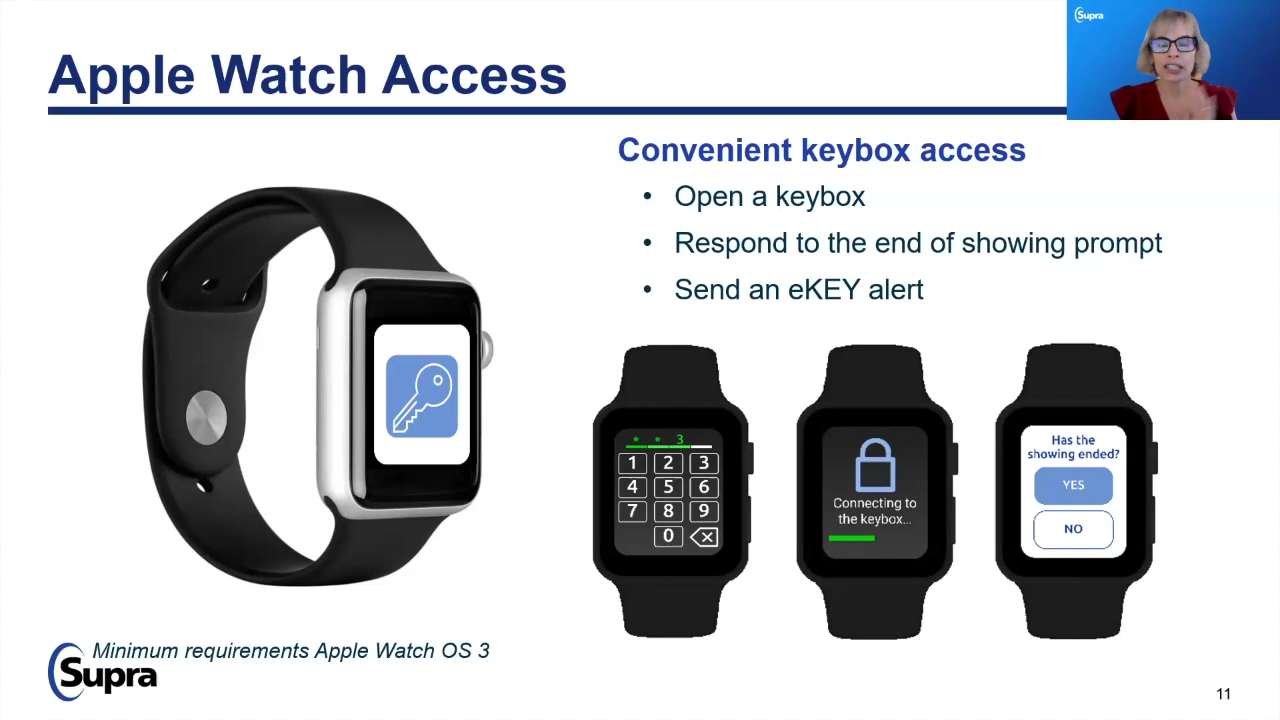 Supra
Apple Watch Access
Convenient keybox access
• Open a keybox
• Respond to the end of showing prompt
• Send an eKEY alert
* * 3
1 2 3
4 5 6
7 8 9
0
Connecting to
the keybox...
Has the
showing ended?
YES
NO
Minimum requirements Apple Watch OS 3
Supra
11